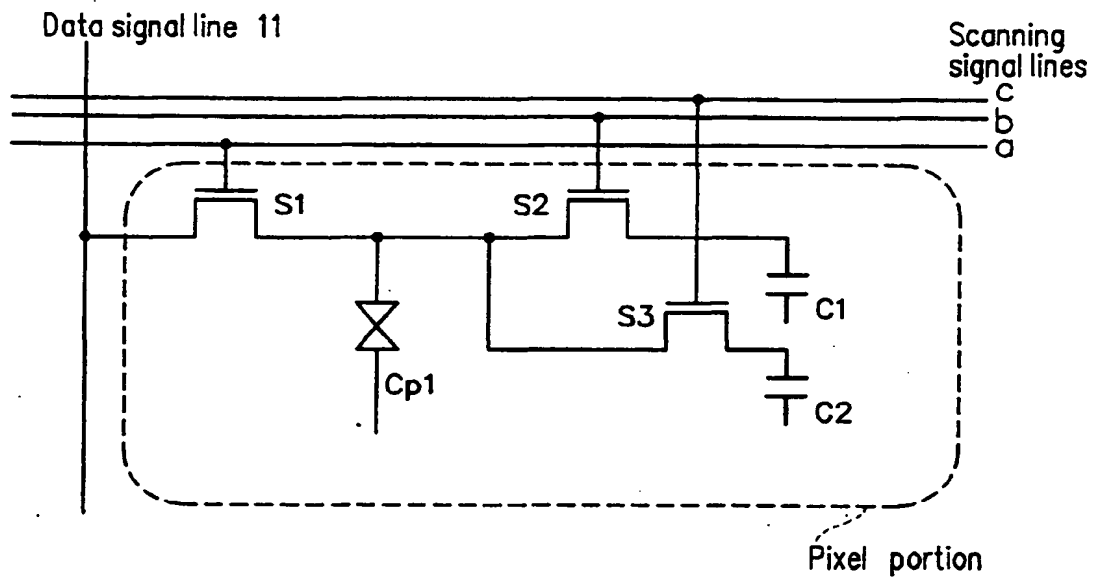 Data signal line 11
Scanning
signal lines
c
b
a
S1
S2
S3
C1
Cp1
C2
Pixel portion